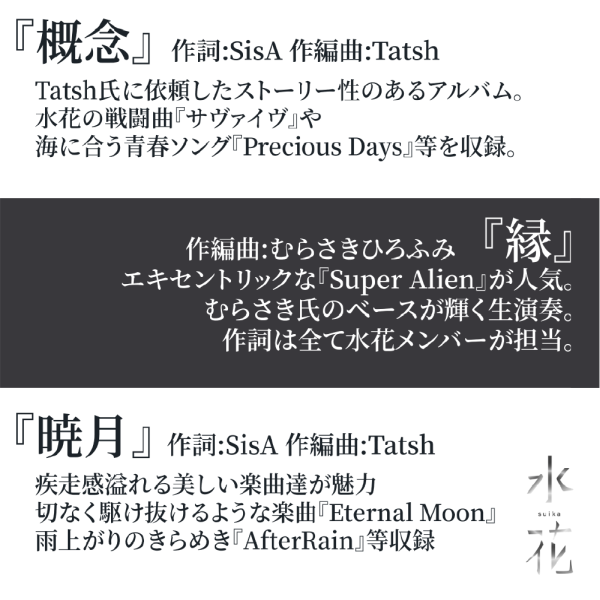 『概念』 作詞:SisA 作編曲:Tatsh
Tatsh氏に依頼したストーリー性のあるアルバム。
水花の戦闘曲『サヴァイヴ』や
海に合う青春ソング『Precious Days』等を収録。
作編曲:むらさきひろふみ 『縁』
エキセントリックな『Super Alien』が人気。
むらさき氏のベースが輝く生演奏。
作詞は全て水花メンバーが担当。
『暁月』 作詞:SisA 作編曲:Tatsh
疾走感溢れる美しい楽曲達が魅力
切なく駆け抜けるような楽曲『Eternal Moon』
雨上がりのきらめき『AfterRain』等収録
水
suika
花